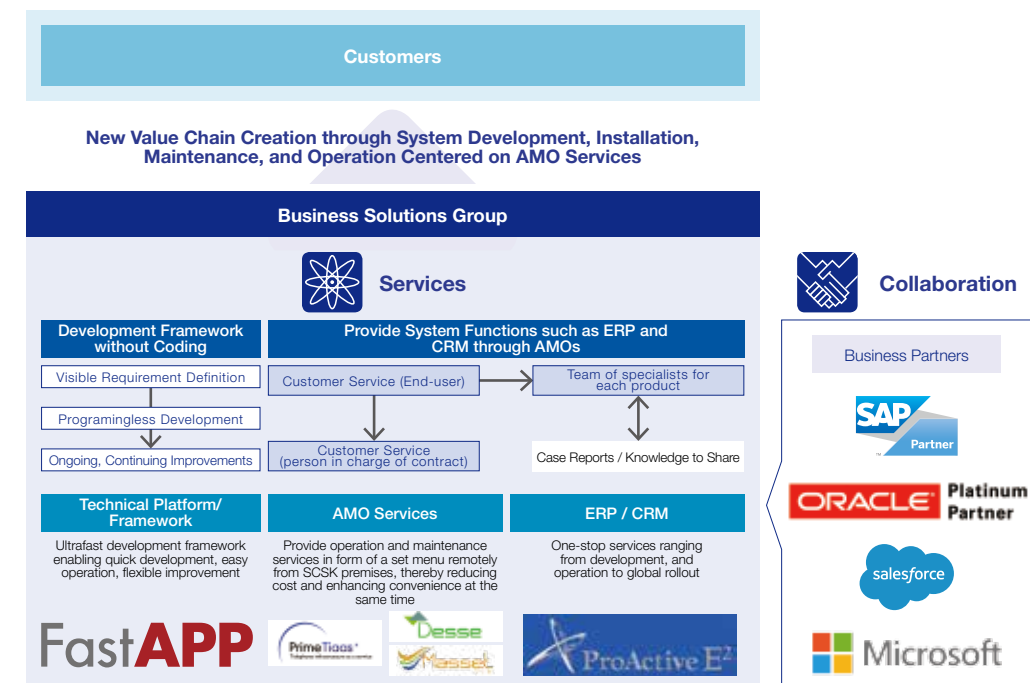 Customers
New Value Chain Creation through System Development, Installation,
Maintenance, and Operation Centered on AMO Services
Business Solutions Group
Services
Collaboration
Development Framework
without Coding
Provide System Functions such as ERP and
CRM through AMOs
Visible Requirement Definition
Programingless Development
Ongoing, Continuing Improvements
Customer Service (End-user)
Team of specialists for
each product
Customer Service
(person in charge of contract)
Case Reports / Knowledge to Share
Technical Platform/
Framework
Ultrafast development framework
enabling quick development, easy
operation, flexible improvement
FastAPP
AMO Services
Provide operation and maintenance
services in form of a set menu remotely
from SCSK premises, thereby reducing
cost and enhancing convenience at the
same time
PrimeTiaas
Desse
Masset
ERP / CRM
One-stop services ranging
from development, and
operation to global rollout
ProActive E²
Business Partners
SAP
Partner
ORACLE Platinum
Partner
salesforce
Microsoft